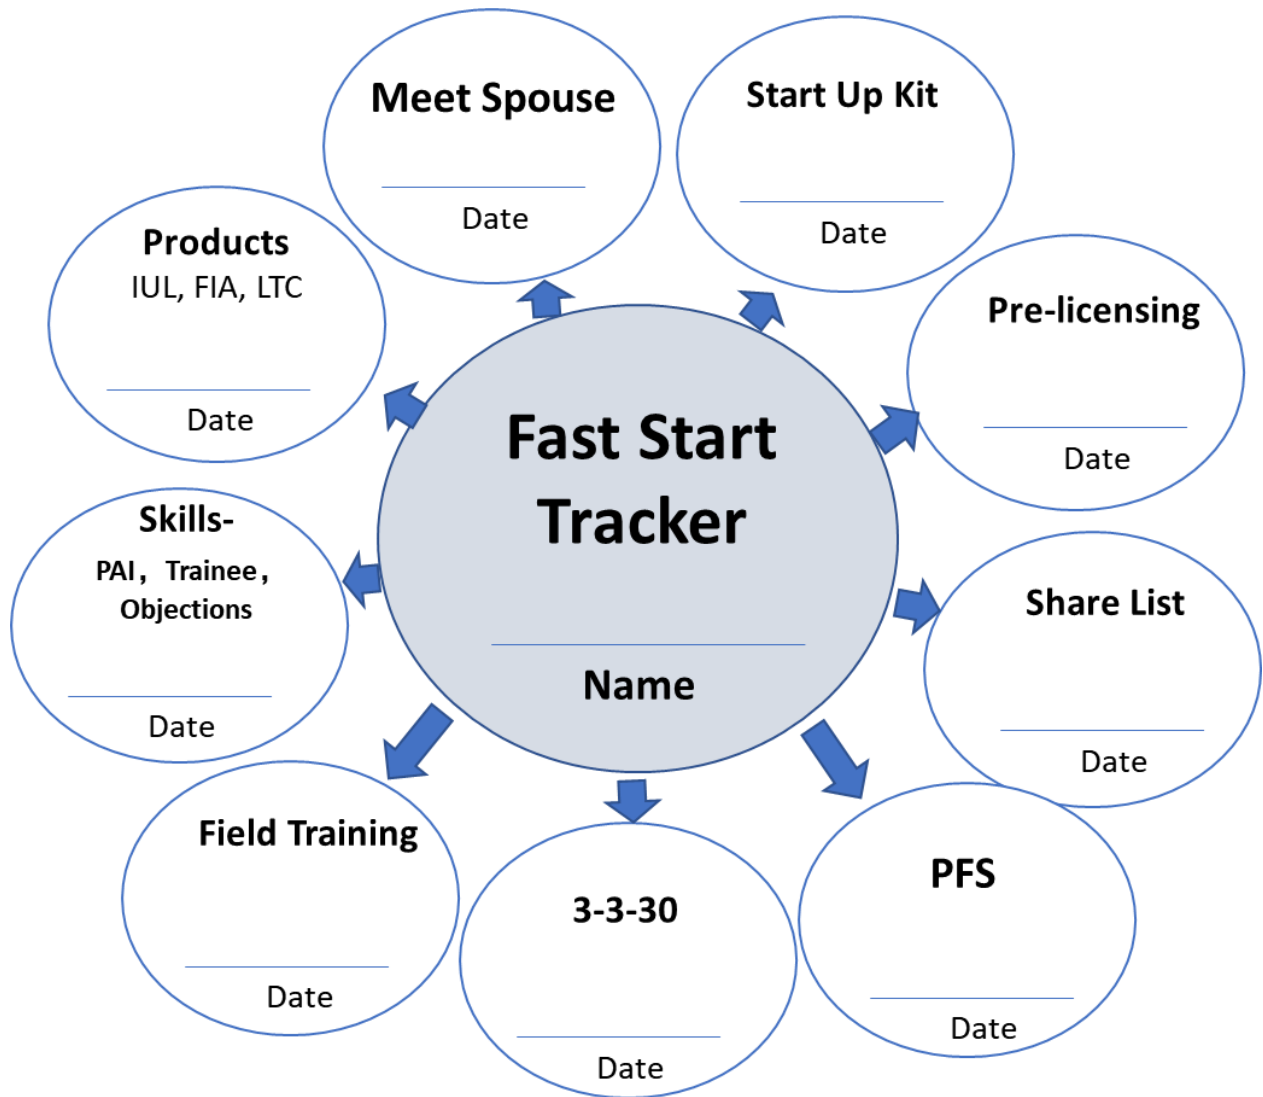 Fast Start
Tracker
Name
Meet Spouse
Date
Start Up Kit
Date
Pre-licensing
Date
Share List
Date
PFS
Date
3-3-30
Date
Field Training
Date
Skills-
PAI，Trainee，
Objections
Date
Products
IUL, FIA, LTC
Date